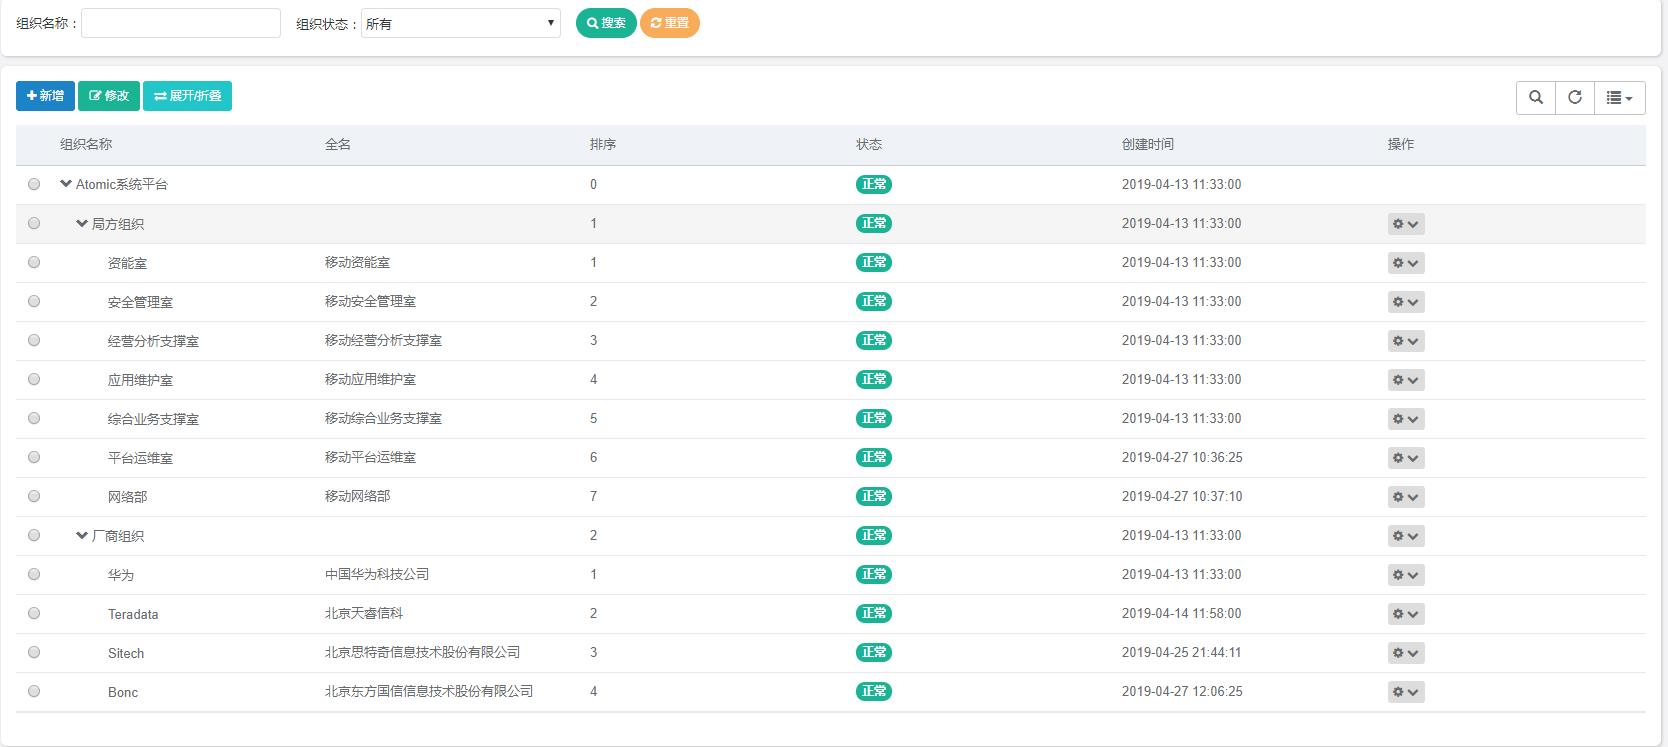 组织名称： 组织状态： 所有 搜索 重置
新增 修改 展开/折叠
组织名称 全名 排序 状态 创建时间 操作
Atomic系统平台 0 正常 2019-04-13 11:33:00
局方组织 1 正常 2019-04-13 11:33:00
资能室 移动资能室 1 正常 2019-04-13 11:33:00
安全管理室 移动安全管理室 2 正常 2019-04-13 11:33:00
经营分析支撑室 移动经营分析支撑室 3 正常 2019-04-13 11:33:00
应用维护室 移动应用维护室 4 正常 2019-04-13 11:33:00
综合业务支撑室 移动综合业务支撑室 5 正常 2019-04-13 11:33:00
平台运维室 移动平台运维室 6 正常 2019-04-27 10:36:25
网络部 移动网络部 7 正常 2019-04-27 10:37:10
厂商组织 2 正常 2019-04-13 11:33:00
华为 中国华为科技公司 1 正常 2019-04-13 11:33:00
Teradata 北京天睿信科 2 正常 2019-04-14 11:58:00
Sitech 北京思特奇信息技术股份有限公司 3 正常 2019-04-25 21:44:11
Bonc 北京东方国信信息技术股份有限公司 4 正常 2019-04-27 12:06:25